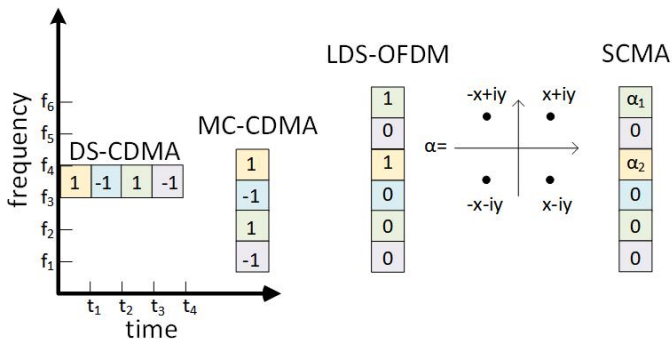 LDS-OFDM
SCMA
MC-CDMA
DS-CDMA
frequency
f6
f5
f4
f3
f2
f1
1 -1 1 -1
t1 t2 t3 t4
time
1
-1
1
-1
1
0
1
0
0
0
α=
-x+iy x+iy
-x-iy x-iy
α1
0
α2
0
0
0